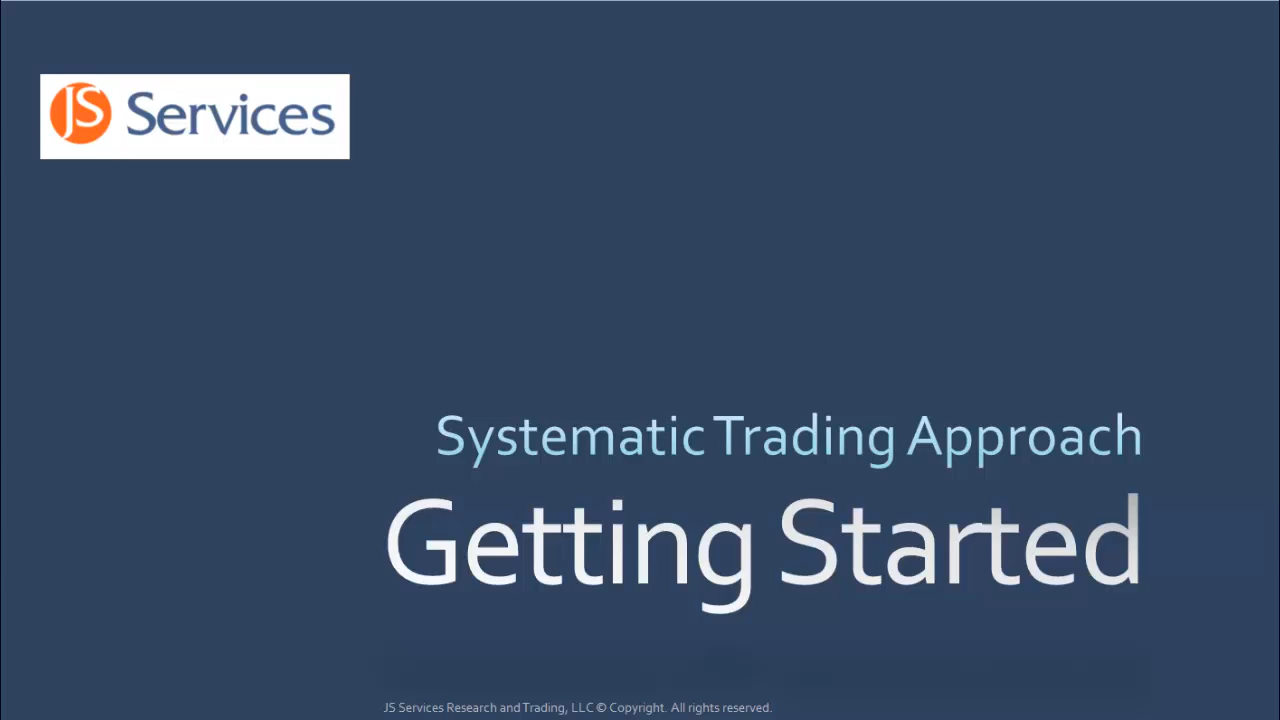 JS Services
Systematic Trading Approach
Getting Started
JS Services Research and Trading, LLC © Copyright. All rights reserved.